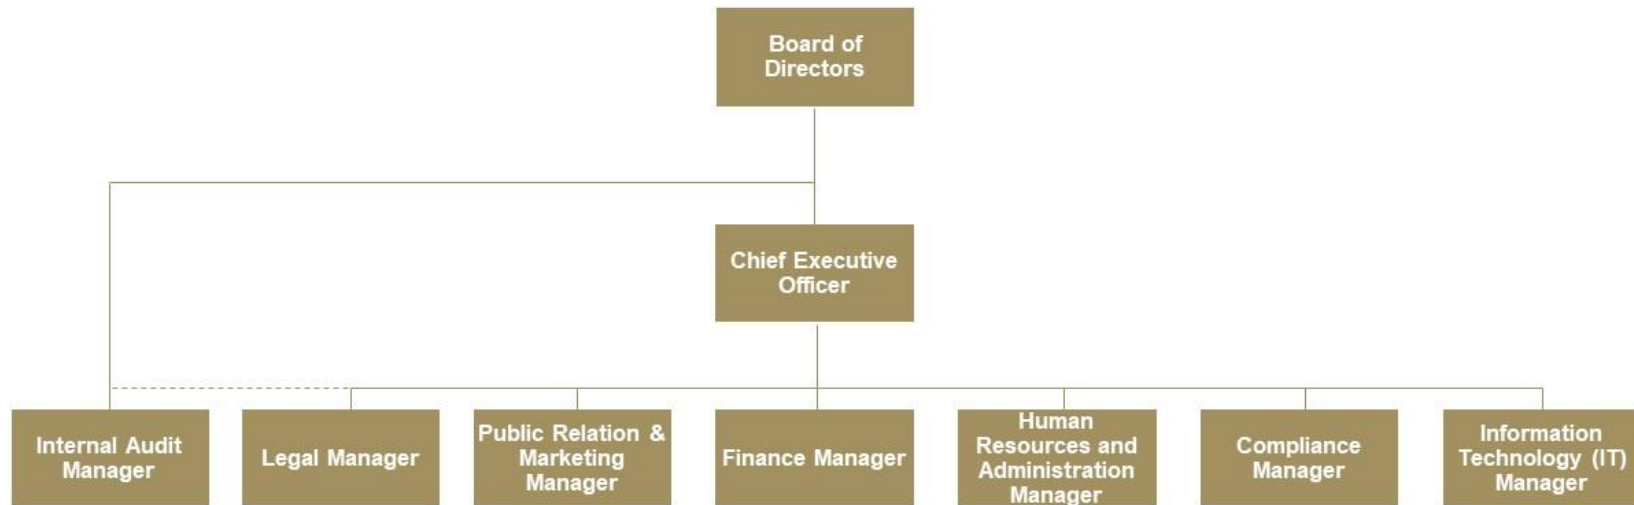 Board of
Directors
Chief Executive
Officer
Internal Audit
Manager
Legal Manager
Public Relation &
Marketing
Manager
Finance Manager
Human
Resources and
Administration
Manager
Compliance
Manager
Information
Technology (IT)
Manager